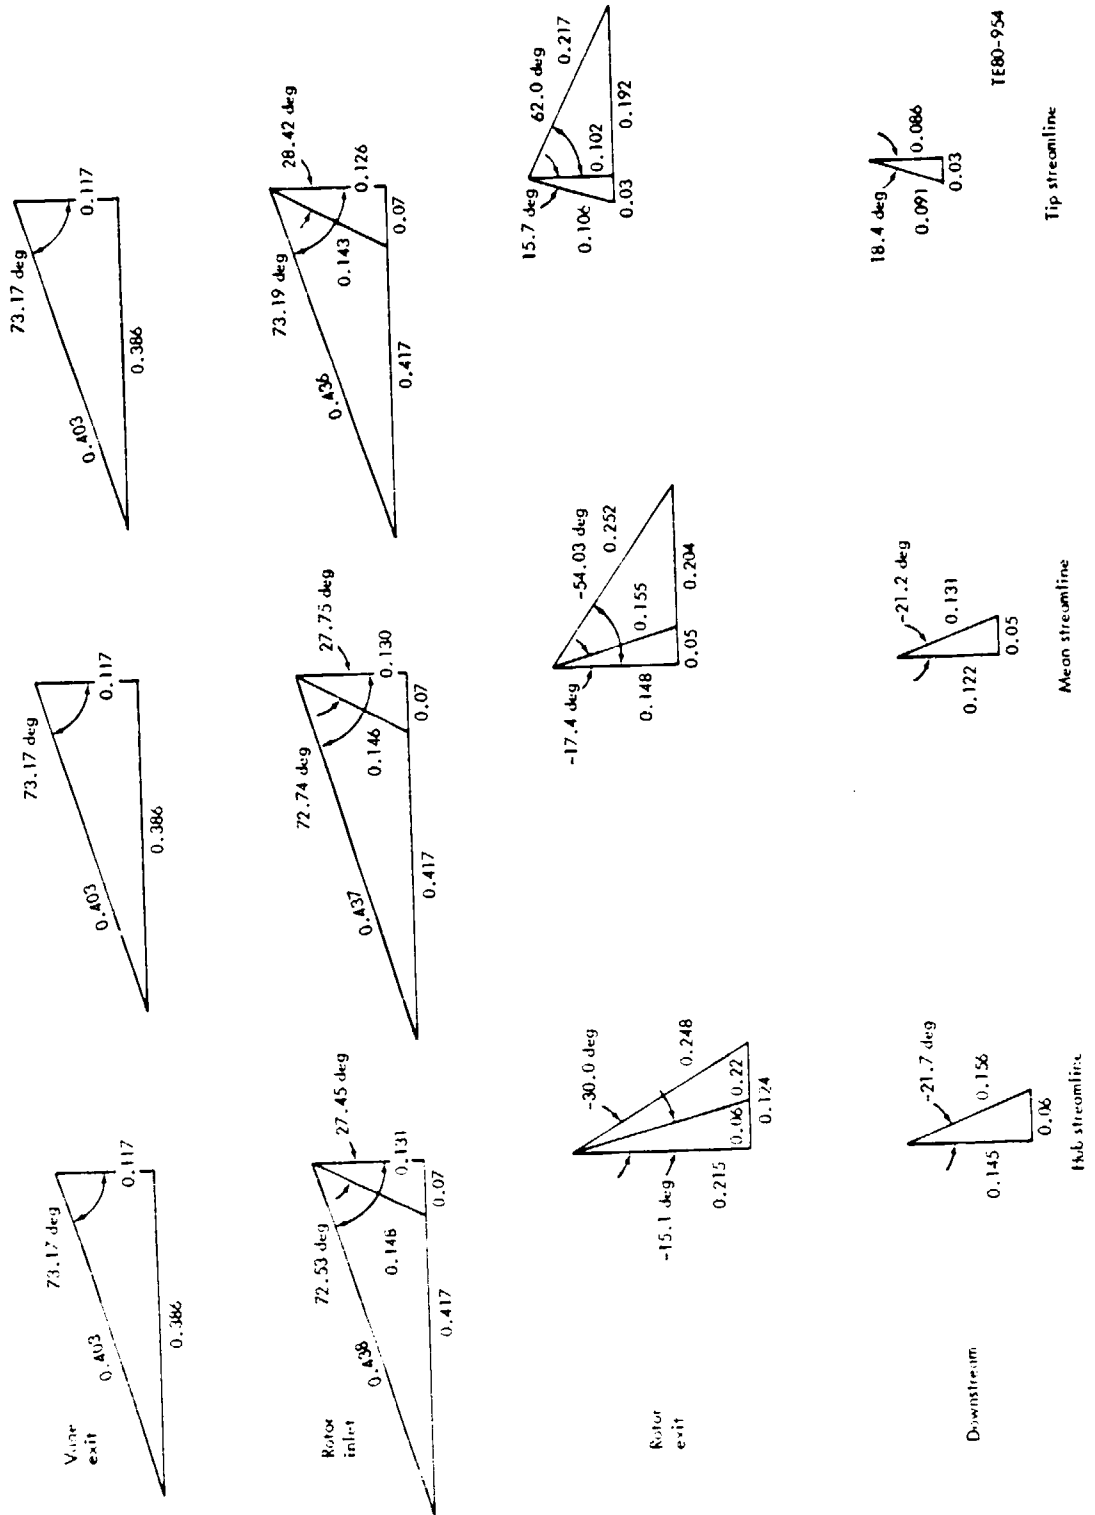 Vane
exit
73.17 deg
0.403
0.117
0.386
73.17 deg
0.403
0.117
0.386
73.17 deg
0.403
0.117
0.386
Rotor
inlet
72.53 deg
27.45 deg
0.438
0.148
0.131
0.07
0.417
72.74 deg
27.75 deg
0.437
0.146
0.130
0.07
0.417
73.19 deg
28.42 deg
0.436
0.143
0.126
0.07
0.417
Rotor
exit
-30.0 deg
0.248
-15.1 deg
0.215
0.06
0.22
0.124
-54.03 deg
0.252
-17.4 deg
0.155
0.148
0.05
0.204
62.0 deg
0.217
15.7 deg
0.106
0.102
0.03
0.192
Downstream
-21.7 deg
0.156
0.145
0.06
-21.2 deg
0.131
0.122
0.05
18.4 deg
0.091
0.086
0.03
Hub streamline
Mean streamline
Tip streamline
TE80-954